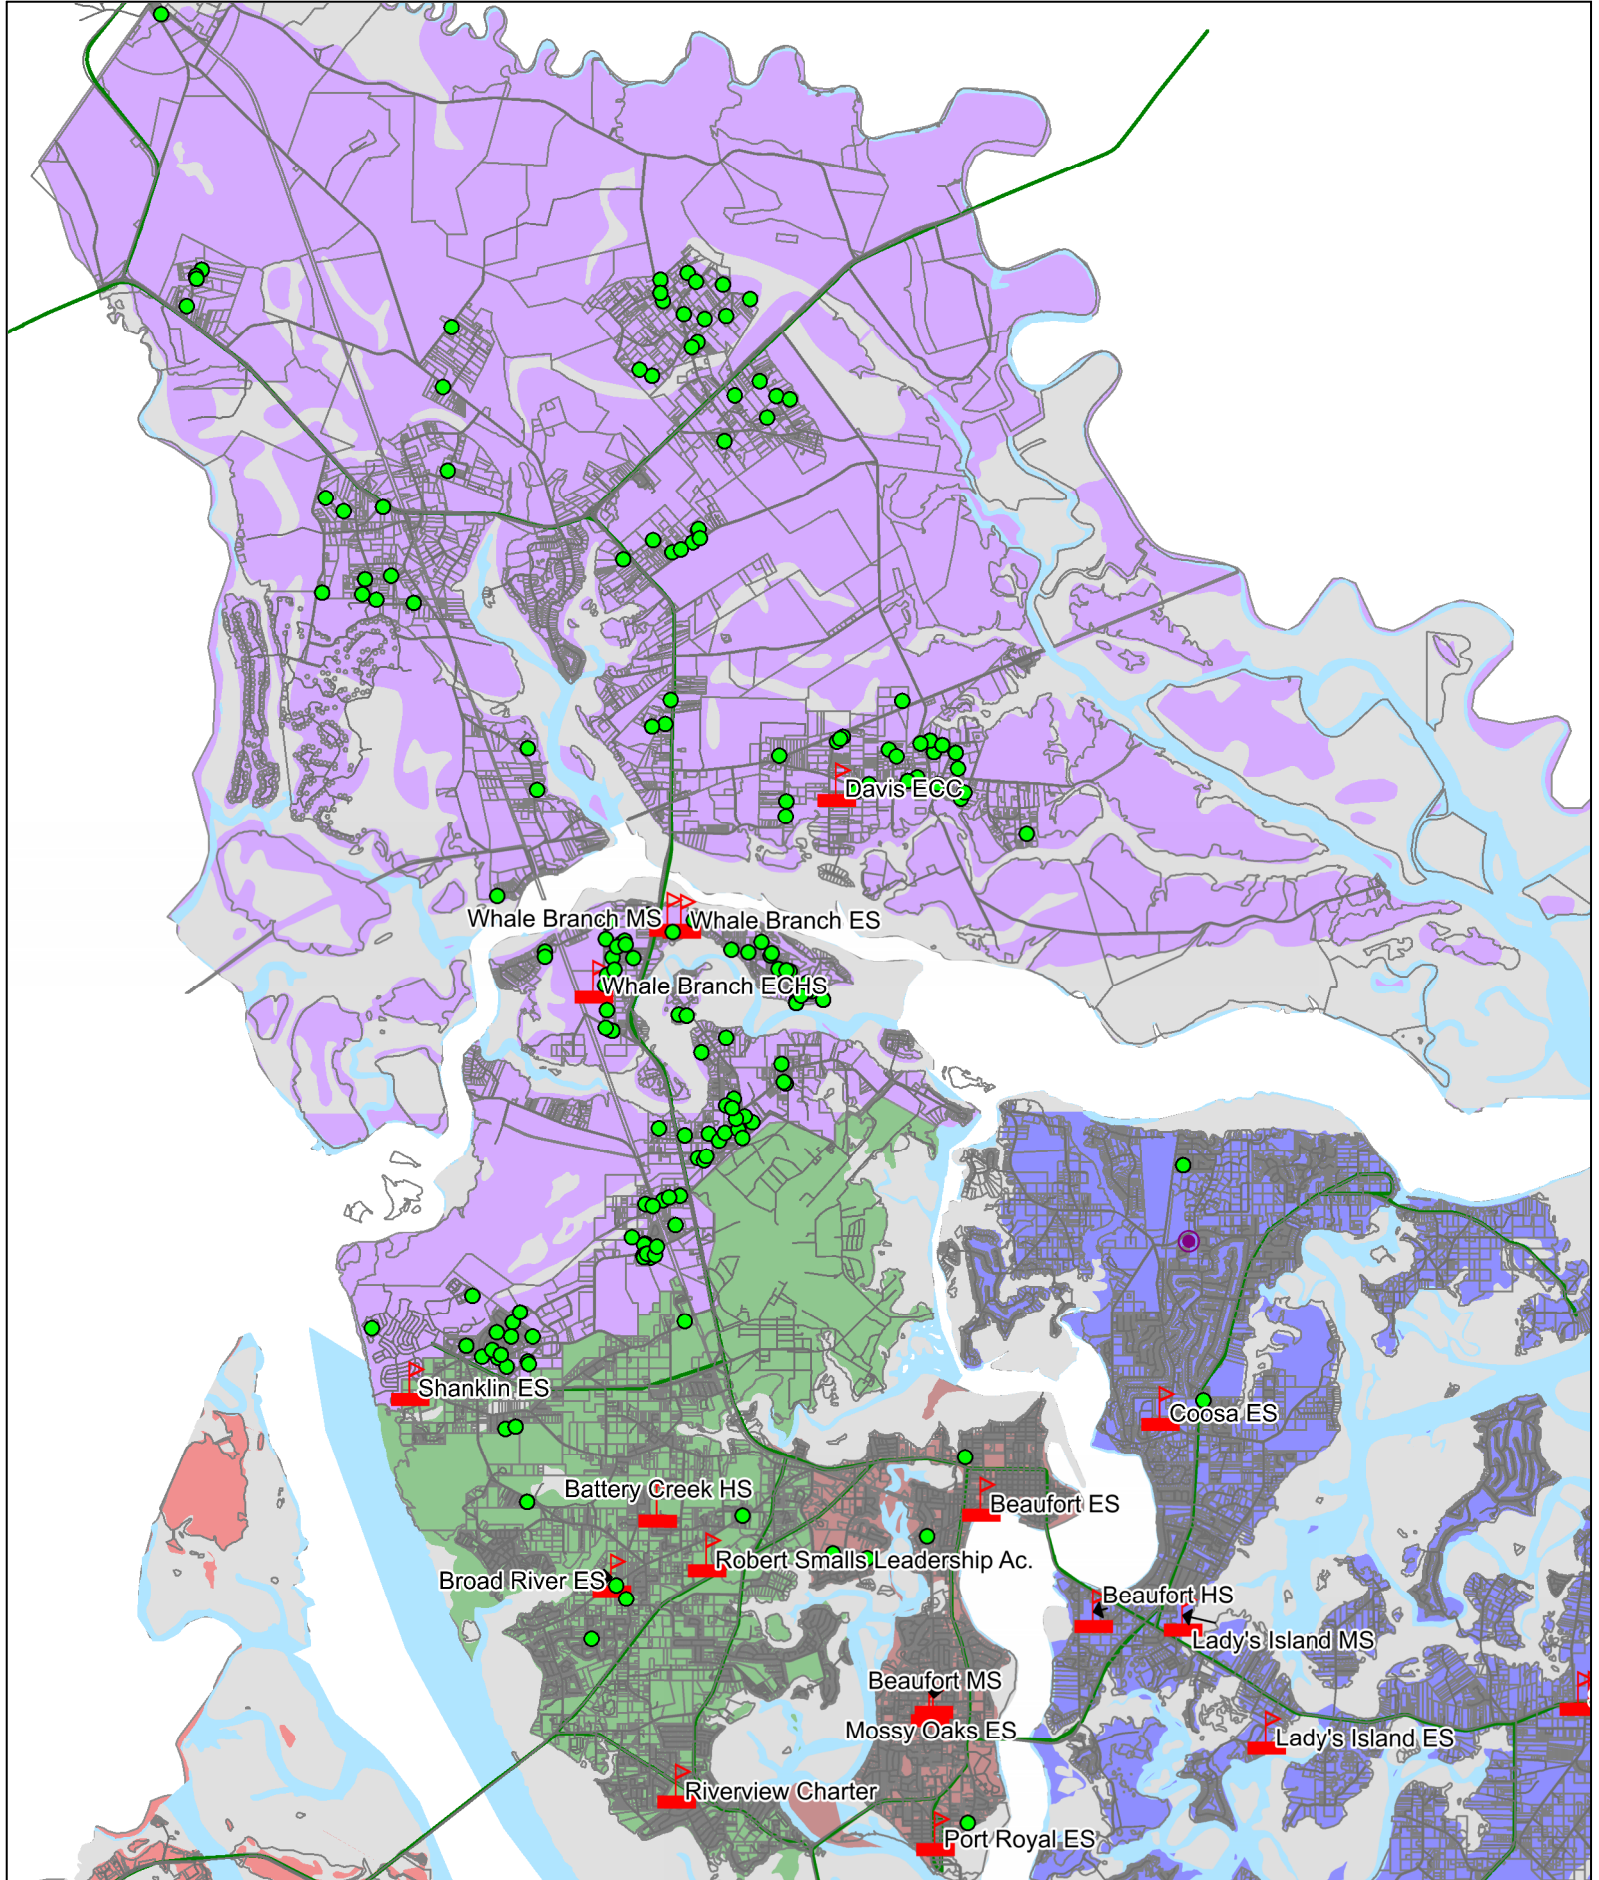 Davis ECC
Whale Branch MS
Whale Branch ES
Whale Branch ECHS
Shanklin ES
Coosa ES
Battery Creek HS
Beaufort ES
Robert Smalls Leadership Ac.
Broad River ES
Beaufort HS
Lady's Island MS
Beaufort MS
Mossy Oaks ES
Lady's Island ES
Riverview Charter
Port Royal ES